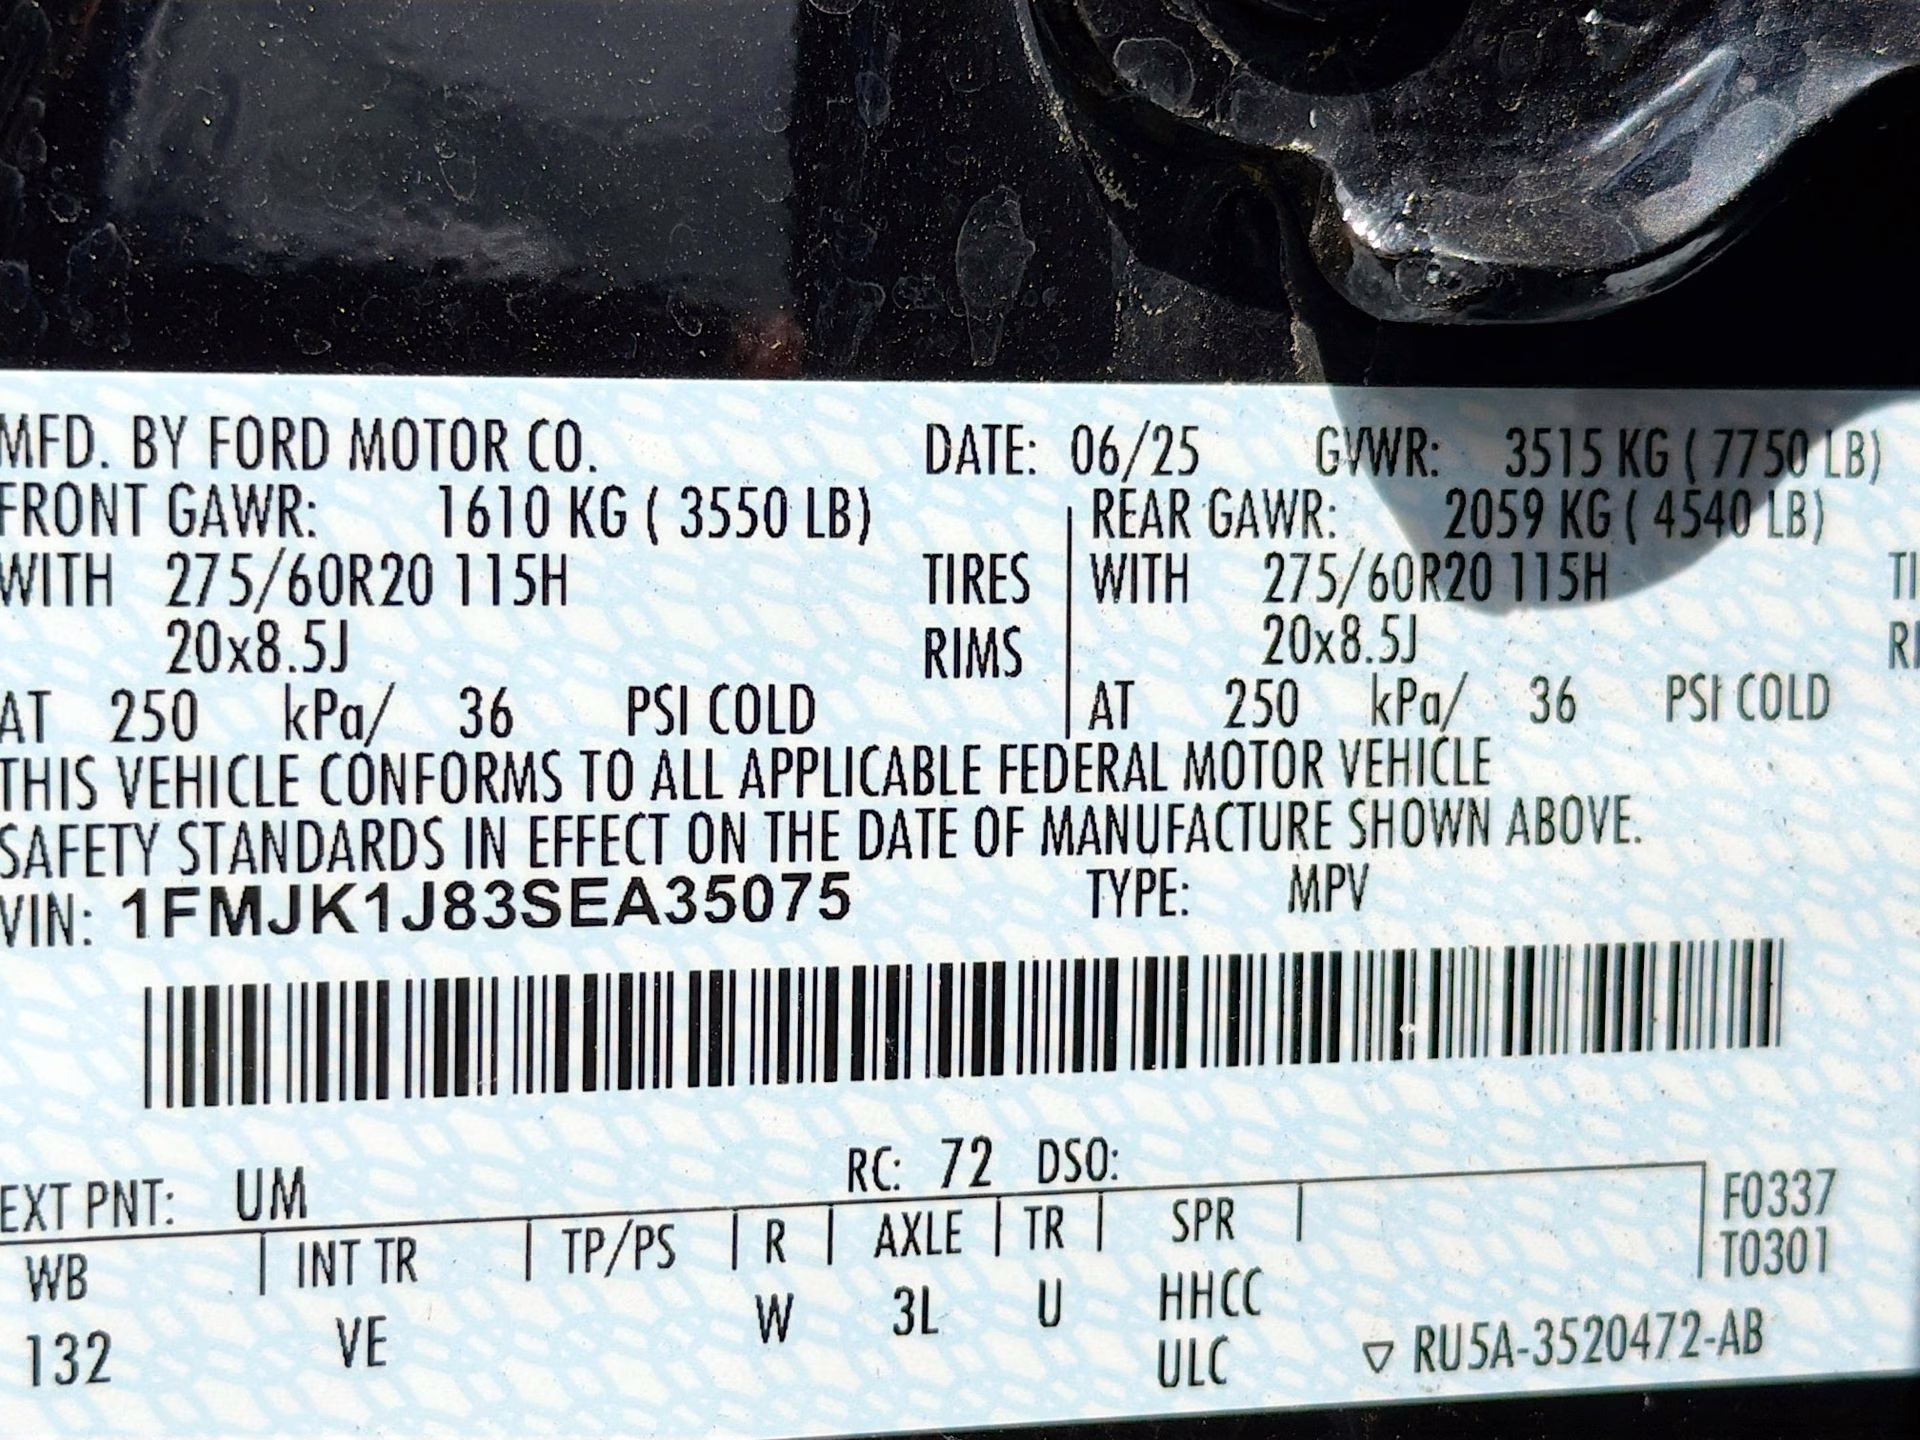 MFD. BY FORD MOTOR CO. DATE: 06/25 GVWR: 3515 KG ( 7750 LB)
FRONT GAWR: 1610 KG ( 3550 LB) REAR GAWR: 2059 KG ( 4540 LB)
WITH 275/60R20 115H TIRES WITH 275/60R20 115H TI
20x8.5J RIMS 20x8.5J RI
AT 250 kPa/ 36 PSI COLD AT 250 kPa/ 36 PSI COLD
THIS VEHICLE CONFORMS TO ALL APPLICABLE FEDERAL MOTOR VEHICLE
SAFETY STANDARDS IN EFFECT ON THE DATE OF MANUFACTURE SHOWN ABOVE.
VIN: 1FMJK1J83SEA35075 TYPE: MPV
EXT PNT: UM RC: 72 DSO:
WB INT TR TP/PS R AXLE TR SPR F0337
T0301
132 VE W 3L U HHCC
ULC ▽ RU5A-3520472-AB